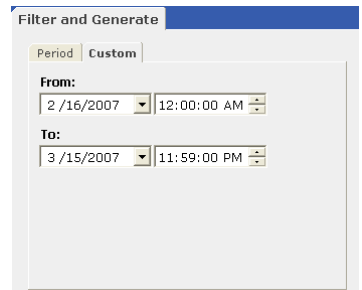 Filter and Generate
Period Custom
From:
2 /16/2007 12:00:00 AM
To:
3 /15/2007 11:59:00 PM